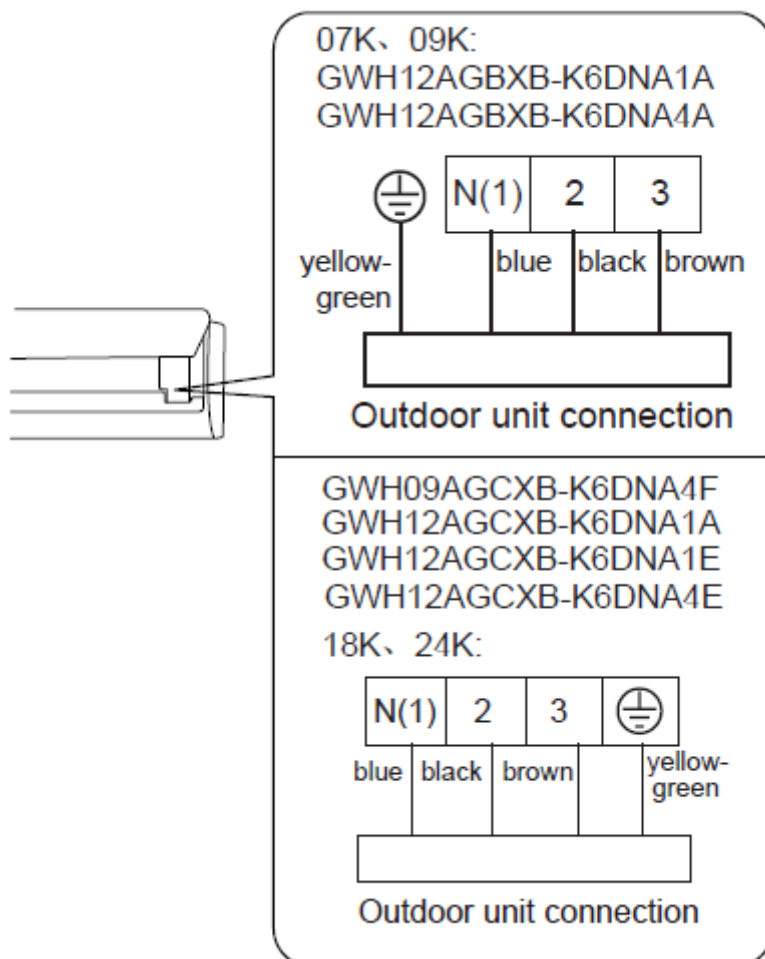 07K、09K:
GWH12AGBXB-K6DNA1A
GWH12AGBXB-K6DNA4A
N(1) 2 3
yellow-
green
blue black brown
Outdoor unit connection
GWH09AGCXB-K6DNA4F
GWH12AGCXB-K6DNA1A
GWH12AGCXB-K6DNA1E
GWH12AGCXB-K6DNA4E
18K、24K:
N(1) 2 3
blue black brown
yellow-
green
Outdoor unit connection